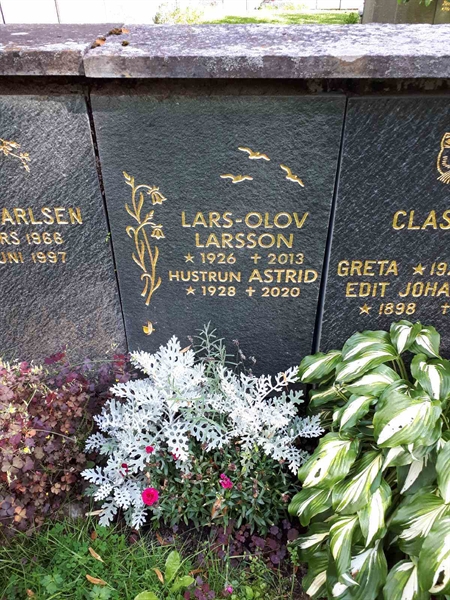 ARLSEN
RS 1966
UNI 1997
LARS-OLOV
LARSSON
★ 1926 ✝ 2013
HUSTRUN ASTRID
★ 1928 ✝ 2020
CLAS
GRETA ★ 19
EDIT JOHA
★ 1898 ✝